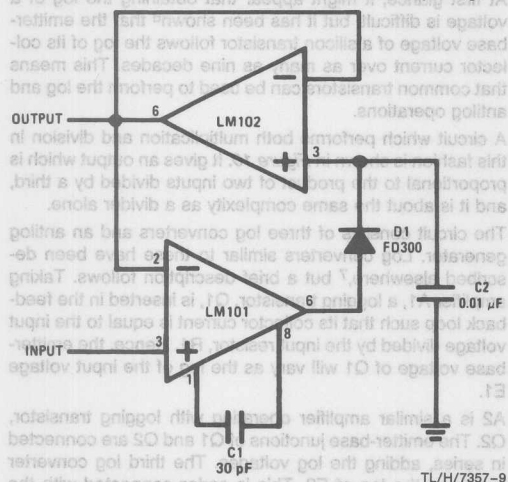 6
LM102
OUTPUT
3
D1
FD300
2
LM101
8
C2
0.01 µF
INPUT
3
1
C1
30 pF
TL/H/7357–9
At first glance, it might appear that obtaining the log of a
voltage is difficult, but it has been shown that the emitter-
base voltage of a silicon transistor follows the log of its col-
lector current over as many as nine decades. This means
that common transistors can be used to perform the log and
antilog operations.
A circuit which performs both multiplication and division in
this fashion is shown in It gives an output which is
proportional to the product of two inputs divided by a third,
and it is about the same complexity as a divider alone.
The circuit consists of three log converters and an antilog
generator. Log converters similar to these have been de-
scribed elsewhere,7 but a brief description follows. Taking
a logging transistor, Q1, is inserted in the feed-
back loop such that its collector current is equal to the input
voltage divided by the input resistor, Hence, the emitter-
base voltage of Q1 will vary as the log of the input voltage
E1.
A2 is a similar amplifier operating with logging transistor,
Q2. The emitter-base junctions of Q1 and Q2 are connected
in series, adding the log voltages. The third log converter